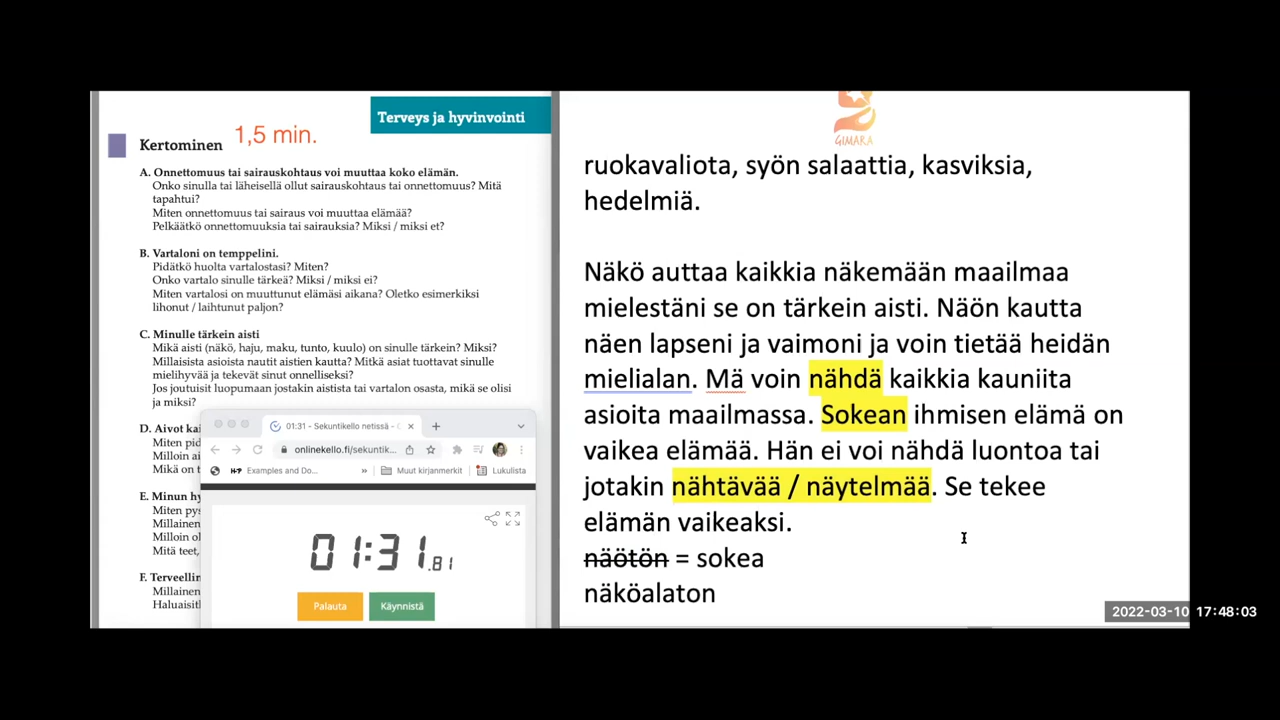 Terveys ja hyvinvointi
Kertominen
1,5 min.
A. Onnettomuus tai sairauskohtaus voi muuttaa koko elämän.
Onko sinulla tai läheisellä ollut sairauskohtaus tai onnettomuus? Mitä
tapahtui?
Miten onnettomuus tai sairaus voi muuttaa elämää?
Pelkäätkö onnettomuuksia tai sairauksia? Miksi / miksi et?
B. Vartaloni on temppelini.
Pidätkö huolta vartalostasi? Miten?
Onko vartalo sinulle tärkeä? Miksi / miksi ei?
Miten vartalosi on muuttunut elämäsi aikana? Oletko esimerkiksi
lihonut / laihtunut paljon?
C. Minulle tärkein aisti
Mikä aisti (näkö, haju, maku, tunto, kuulo) on sinulle tärkein? Miksi?
Millaisista asioista nautit aistien kautta? Mitkä asiat tuottavat sinulle
mielihyvää ja tekevät sinut onnelliseksi?
Jos joutuisit luopumaan jostakin aistista tai vartalon osasta, mikä se olisi
ja miksi?
D. Aivot kai
Miten pid
Milloin ai
Mikä on t
E. Minun hy
Miten pys
Millainen
Milloin ol
Mitä teet,
F. Terveellin
Millainen
Haluaisit
01:31 - Sekuntikello netissä -
onlinekello.fi/sekuntik...
Examples and Do...
»
Muut kirjanmerkit
Lukulista
01:31.81
Palauta
Käynnistä
GIMARA
ruokavaliota, syön salaattia, kasviksia,
hedelmiä.
Näkö auttaa kaikkia näkemään maailmaa
mielestäni se on tärkein aisti. Näön kautta
näen lapseni ja vaimoni ja voin tietää heidän
mielialan. Mä voin nähdä kaikkia kauniita
asioita maailmassa. Sokean ihmisen elämä on
vaikea elämää. Hän ei voi nähdä luontoa tai
jotakin nähtävää / näytelmää. Se tekee
elämän vaikeaksi.
näötön = sokea
näköalaton
2022-03-10 17:48:03